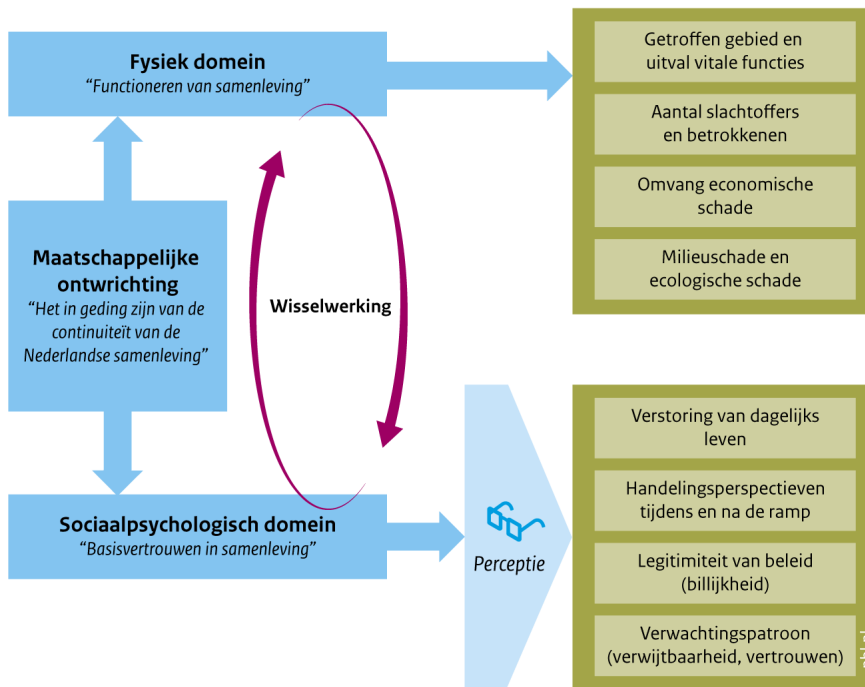 Fysiek domein
“Functioneren van samenleving”
Getroffen gebied en
uitval vitale functies
Aantal slachtoffers
en betrokkenen
Omvang economische
schade
Milieuschade en
ecologische schade
Maatschappelijke
ontwrichting
“Het in geding zijn van de
continuiteït van de
Nederlandse samenleving”
Wisselwerking
Sociaalpsychologisch domein
“Basisvertrouwen in samenleving”
Perceptie
Verstoring van dagelijks
leven
Handelingsperspectieven
tijdens en na de ramp
Legitimiteit van beleid
(billijkheid)
Verwachtingspatroon
(verwijtbaarheid, vertrouwen)
pbl.nl